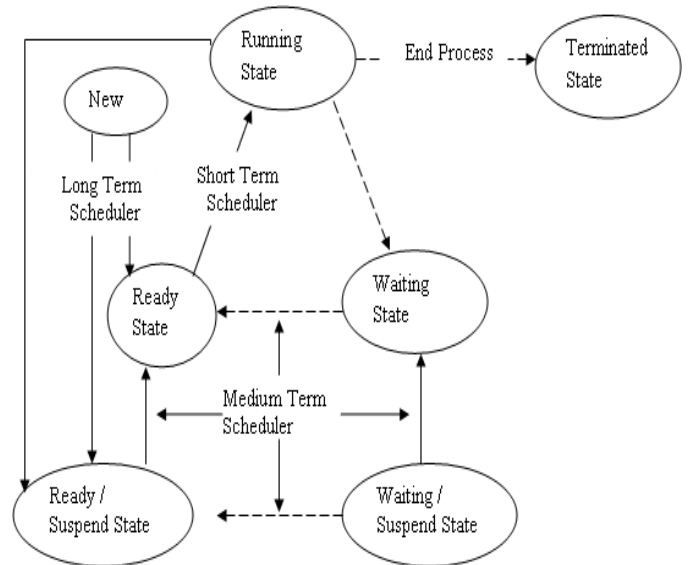 Running
State
End Process
Terminated
State
New
Long Term
Scheduler
Short Term
Scheduler
Ready
State
Waiting
State
Medium Term
Scheduler
Ready /
Suspend State
Waiting /
Suspend State